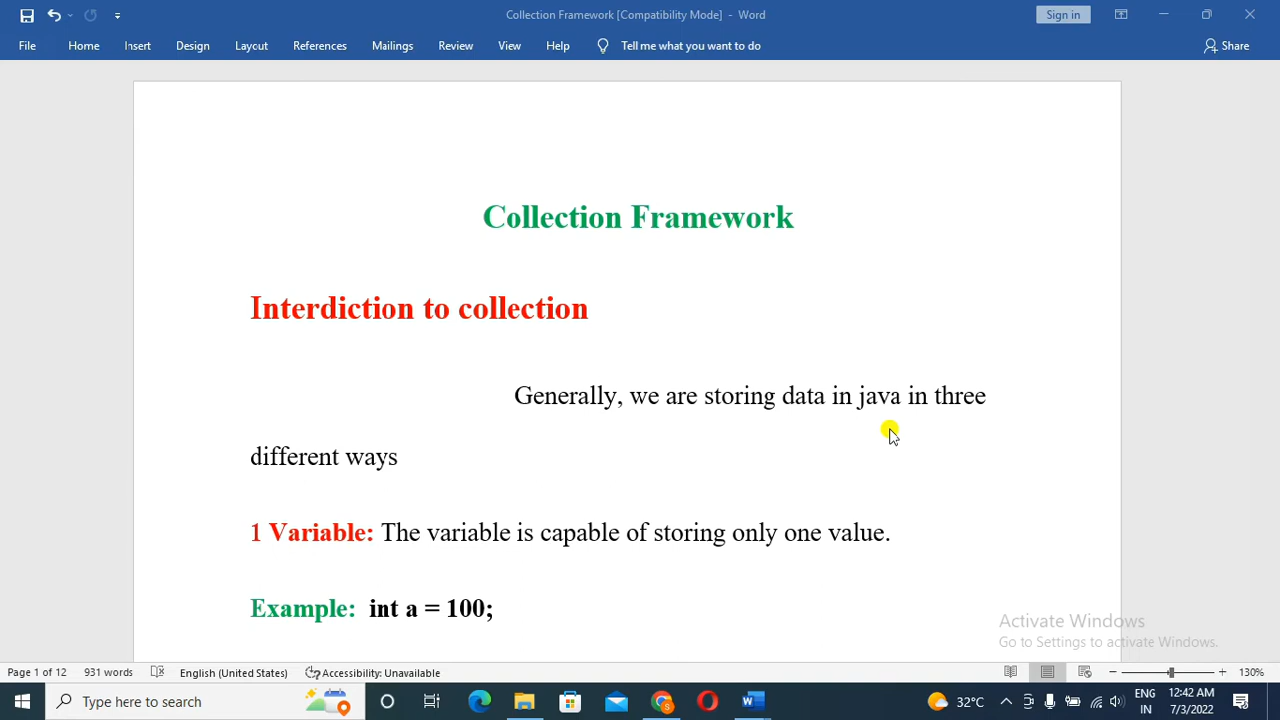 Collection Framework [Compatibility Mode] - Word
Sign in
File Home Insert Design Layout References Mailings Review View Help Tell me what you want to do Share
Collection Framework
Interdiction to collection
Generally, we are storing data in java in three
different ways
1 Variable: The variable is capable of storing only one value.
Example: int a = 100;
Activate Windows
Go to Settings to activate Windows.
Page 1 of 12 931 words English (United States) Accessibility: Unavailable 130%
Type here to search
32°C
ENG
IN
12:42 AM
7/3/2022